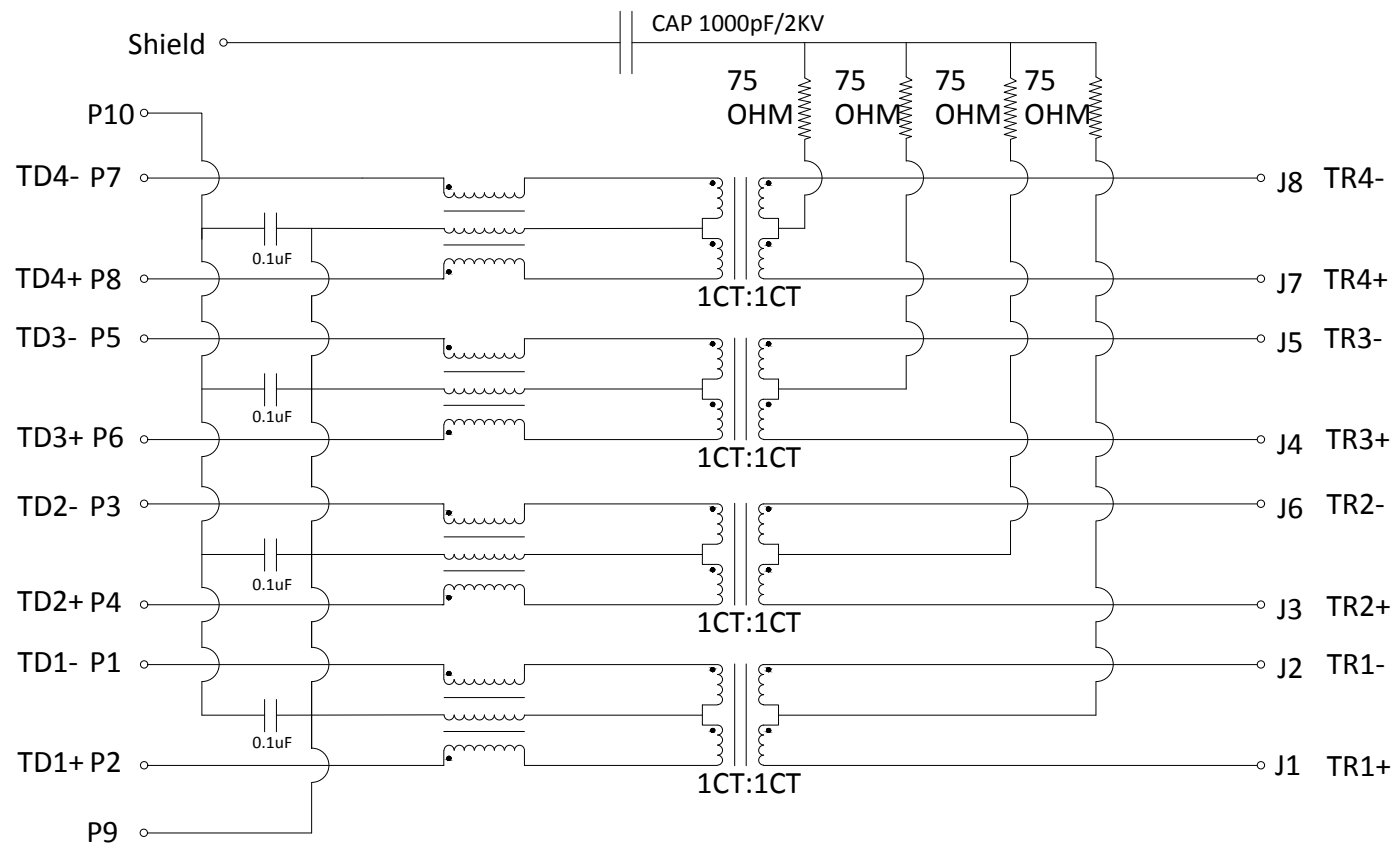 CAP 1000pF/2KV
Shield
75 OHM
75 OHM
75 OHM
75 OHM
P10
TD4- P7
J8 TR4-
0.1uF
TD4+ P8
J7 TR4+
1CT:1CT
TD3- P5
J5 TR3-
0.1uF
TD3+ P6
J4 TR3+
1CT:1CT
TD2- P3
J6 TR2-
0.1uF
TD2+ P4
J3 TR2+
1CT:1CT
TD1- P1
J2 TR1-
0.1uF
TD1+ P2
J1 TR1+
1CT:1CT
P9